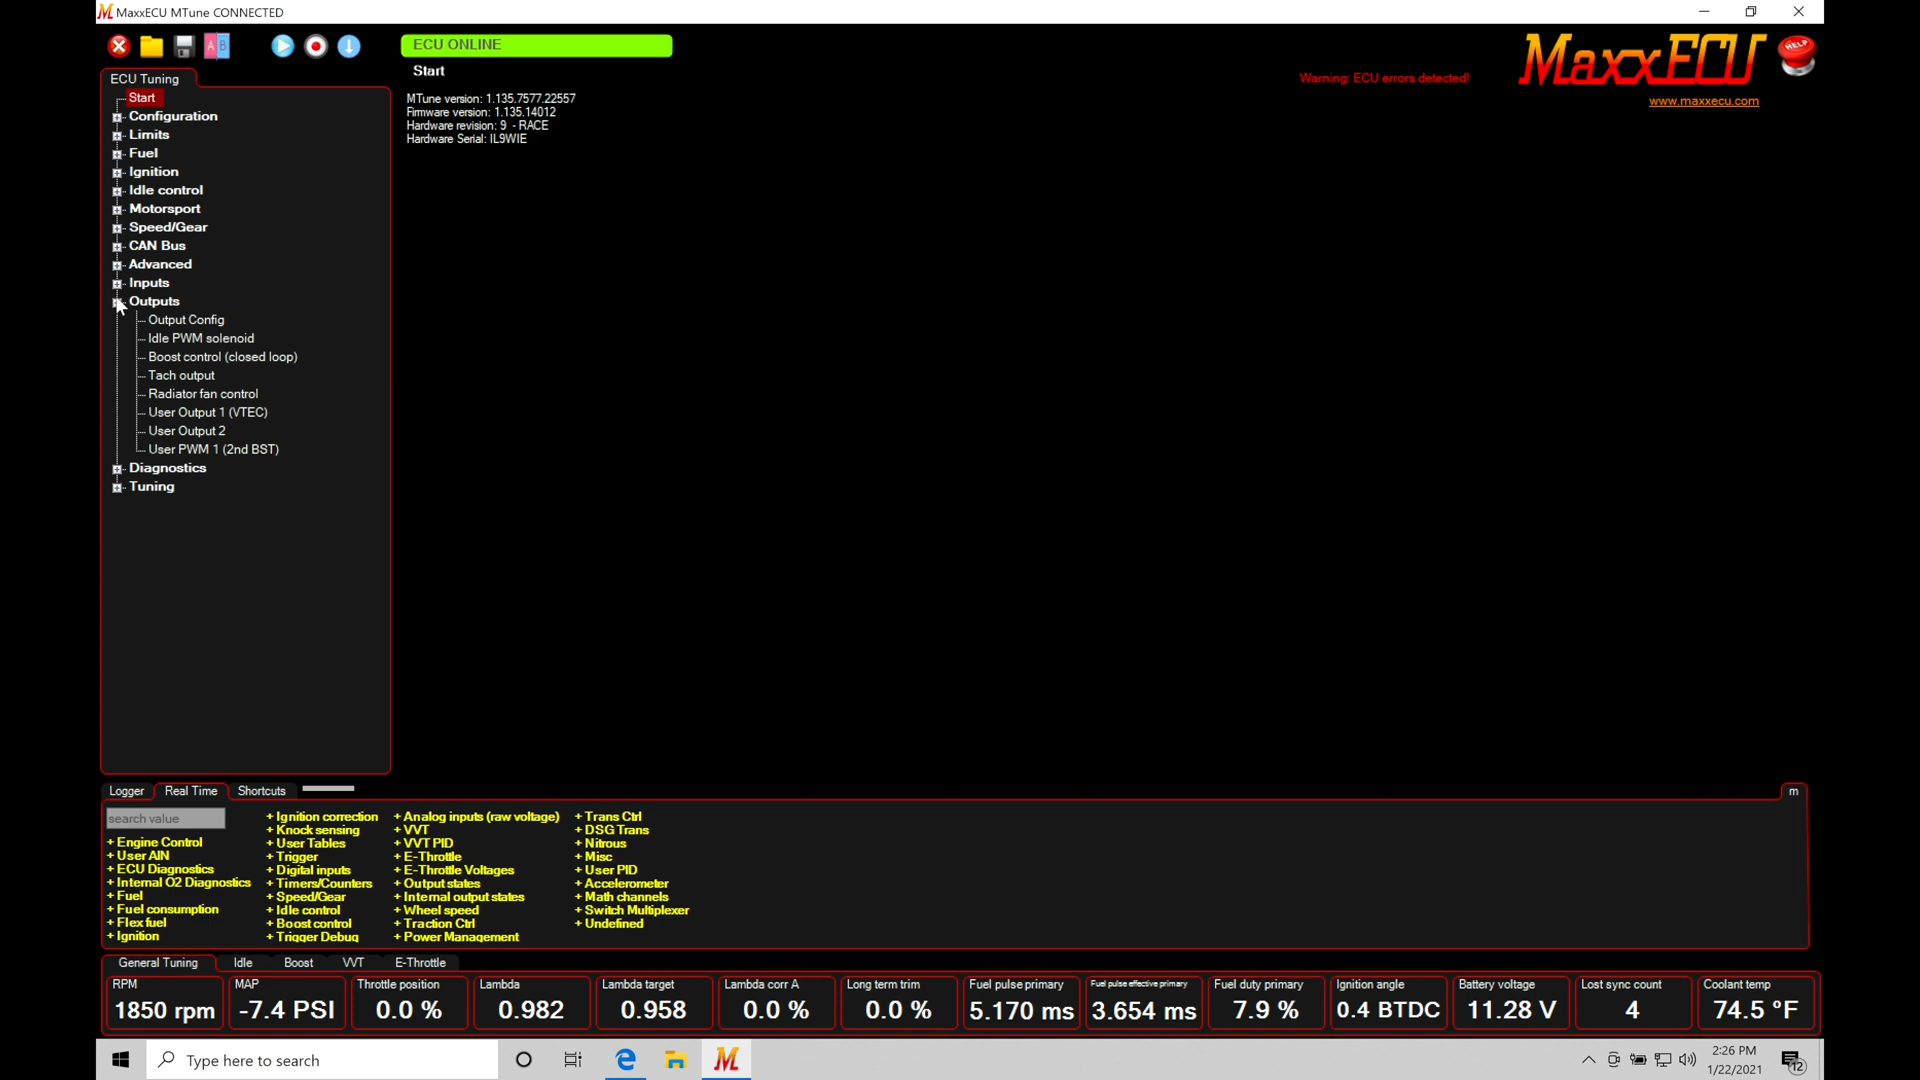 MaxxECU MTune CONNECTED
ECU ONLINE
Start
Warning: ECU errors detected!
MaxxECU
HELP
www.maxxecu.com
MTune version: 1.135.7577.22557
Firmware version: 1.135.14012
Hardware revision: 9 - RACE
Hardware Serial: IL9WIE
ECU Tuning
Start
Configuration
Limits
Fuel
Ignition
Idle control
Motorsport
Speed/Gear
CAN Bus
Advanced
Inputs
Outputs
Output Config
Idle PWM solenoid
Boost control (closed loop)
Tach output
Radiator fan control
User Output 1 (VTEC)
User Output 2
User PWM 1 (2nd BST)
Diagnostics
Tuning
Logger Real Time Shortcuts
m
search value
+ Engine Control
+ User AIN
+ ECU Diagnostics
+ Internal O2 Diagnostics
+ Fuel
+ Fuel consumption
+ Flex fuel
+ Ignition
+ Ignition correction
+ Knock sensing
+ User Tables
+ Trigger
+ Digital inputs
+ Timers/Counters
+ Speed/Gear
+ Idle control
+ Boost control
+ Trigger Debug
+ Analog inputs (raw voltage)
+ VVT
+ VVT PID
+ E-Throttle
+ E-Throttle Voltages
+ Output states
+ Internal output states
+ Wheel speed
+ Traction Ctrl
+ Power Management
+ Trans Ctrl
+ DSG Trans
+ Nitrous
+ Misc
+ User PID
+ Accelerometer
+ Math channels
+ Switch Multiplexer
+ Undefined
General Tuning Idle Boost VVT E-Throttle
RPM
1850 rpm
MAP
-7.4 PSI
Throttle position
0.0 %
Lambda
0.982
Lambda target
0.958
Lambda corr A
0.0 %
Long term trim
0.0 %
Fuel pulse primary
5.170 ms
Fuel pulse effective primary
3.654 ms
Fuel duty primary
7.9 %
Ignition angle
0.4 BTDC
Battery voltage
11.28 V
Lost sync count
4
Coolant temp
74.5 °F
Type here to search
2:26 PM
1/22/2021
12